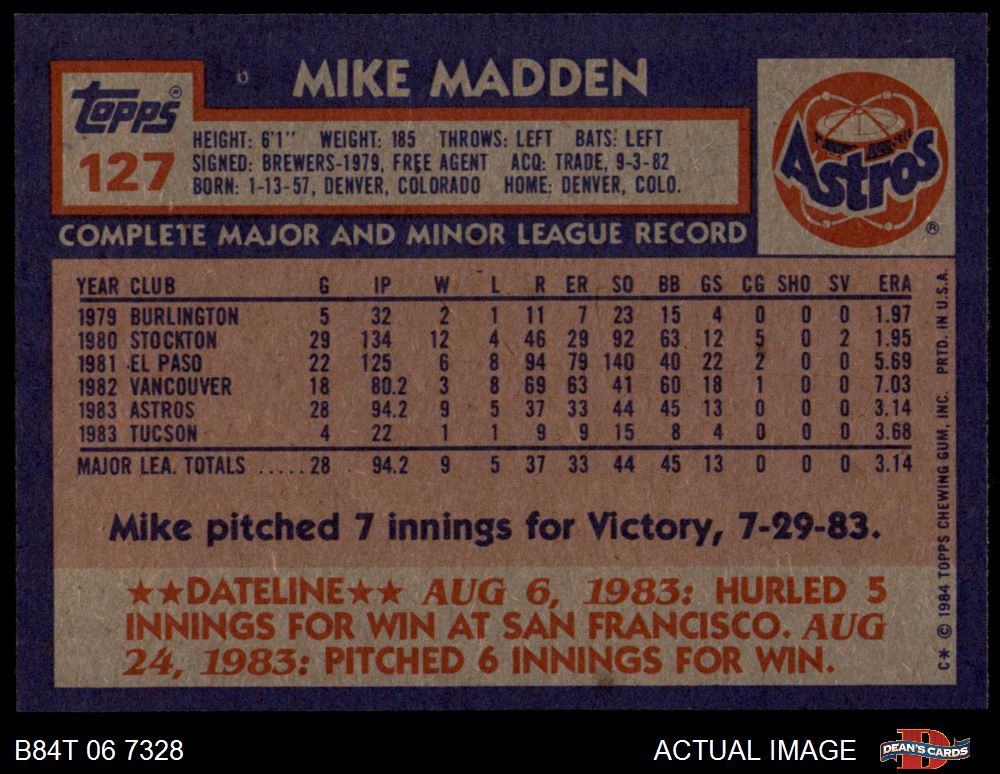 MIKE MADDEN
Topps®
127
HEIGHT: 6'1" WEIGHT: 185 THROWS: LEFT BATS: LEFT
SIGNED: BREWERS-1979, FREE AGENT ACQ: TRADE, 9-3-82
BORN: 1-13-57, DENVER, COLORADO HOME: DENVER, COLO.
Astros®
COMPLETE MAJOR AND MINOR LEAGUE RECORD
YEAR CLUB G IP W L R ER SO BB GS CG SHO SV ERA
1979 BURLINGTON 5 32 2 1 11 7 23 15 4 0 0 0 1.97
1980 STOCKTON 29 134 12 4 46 29 92 63 12 5 0 2 1.95
1981 EL PASO 22 125 6 8 94 79 140 40 22 2 0 0 5.69
1982 VANCOUVER 18 80.2 3 8 69 63 41 60 18 1 0 0 7.03
1983 ASTROS 28 94.2 9 5 37 33 44 45 13 0 0 0 3.14
1983 TUCSON 4 22 1 1 9 9 15 8 4 0 0 0 3.68
MAJOR LEA. TOTALS .....28 94.2 9 5 37 33 44 45 13 0 0 0 3.14
Mike pitched 7 innings for Victory, 7-29-83.
★★DATELINE★★ AUG 6, 1983: HURLED 5
INNINGS FOR WIN AT SAN FRANCISCO. AUG
24, 1983: PITCHED 6 INNINGS FOR WIN.
C* © 1984 TOPPS CHEWING GUM, INC. PRTD. IN U.S.A.
B84T 06 7328
ACTUAL IMAGE
DEAN'S CARDS